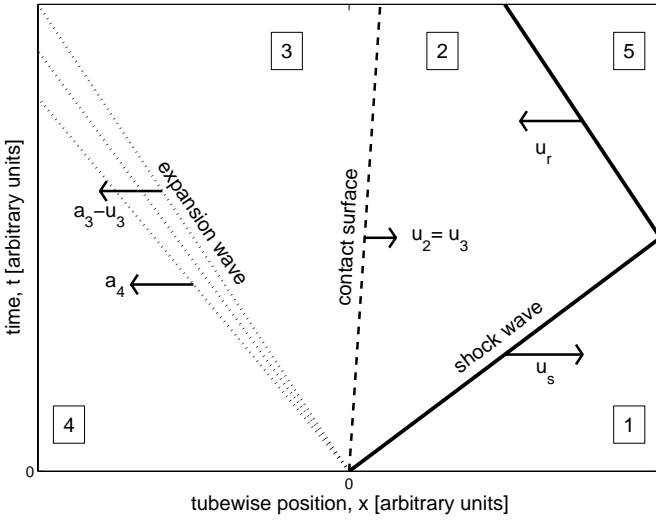 3
2
5
u_r
expansion wave
a_3–u_3
contact surface
u_2= u_3
a_4
shock wave
u_s
4
1
time, t [arbitrary units]
0
0
tubewise position, x [arbitrary units]